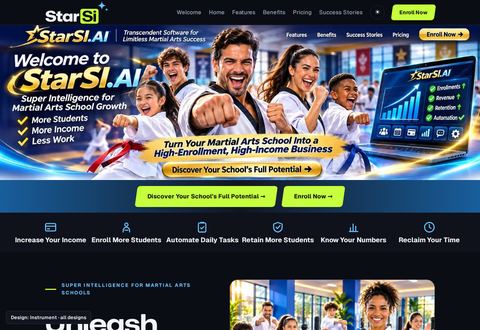 StarSi
Welcome Home Features Benefits Pricing Success Stories Enroll Now
StarSI.AI
Transcendent Software for
Limitless Martial Arts Success
Features Benefits Success Pricing Enroll Now →
Welcome to
StarSI.AI
Super Intelligence for
Martial Arts School Growth
✓ More Students
✓ More Income
✓ Less Work
StarSI.AI
✓ Enrollments ↑
✓ Revenue ↑
✓ Retention ↑
✓ Automation ✓
Turn Your Martial Arts School Into a
High-Enrollment, High-Income Business
Discover Your School's Full Potential →
Discover Your School's Full Potential → Enroll Now →
Increase Your Income Enroll More Students Automate Daily Tasks Retain More Students Know Your Numbers Reclaim Your Time
SUPER INTELLIGENCE FOR MARTIAL ARTS
SCHOOLS
Unleash
Design: Instrument · all designs